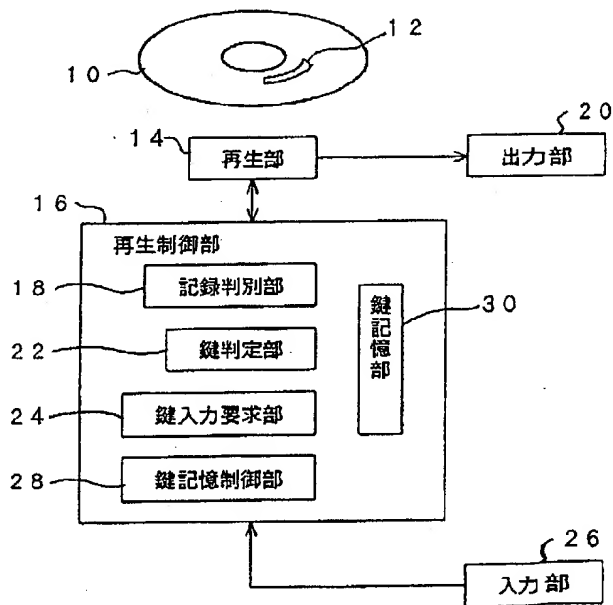 １２
１０
２０
１４
再生部
出力部
１６
再生制御部
１８
記録判別部
３０
鍵記憶部
２２
鍵判定部
２４
鍵入力要求部
２８
鍵記憶制御部
２６
入力部